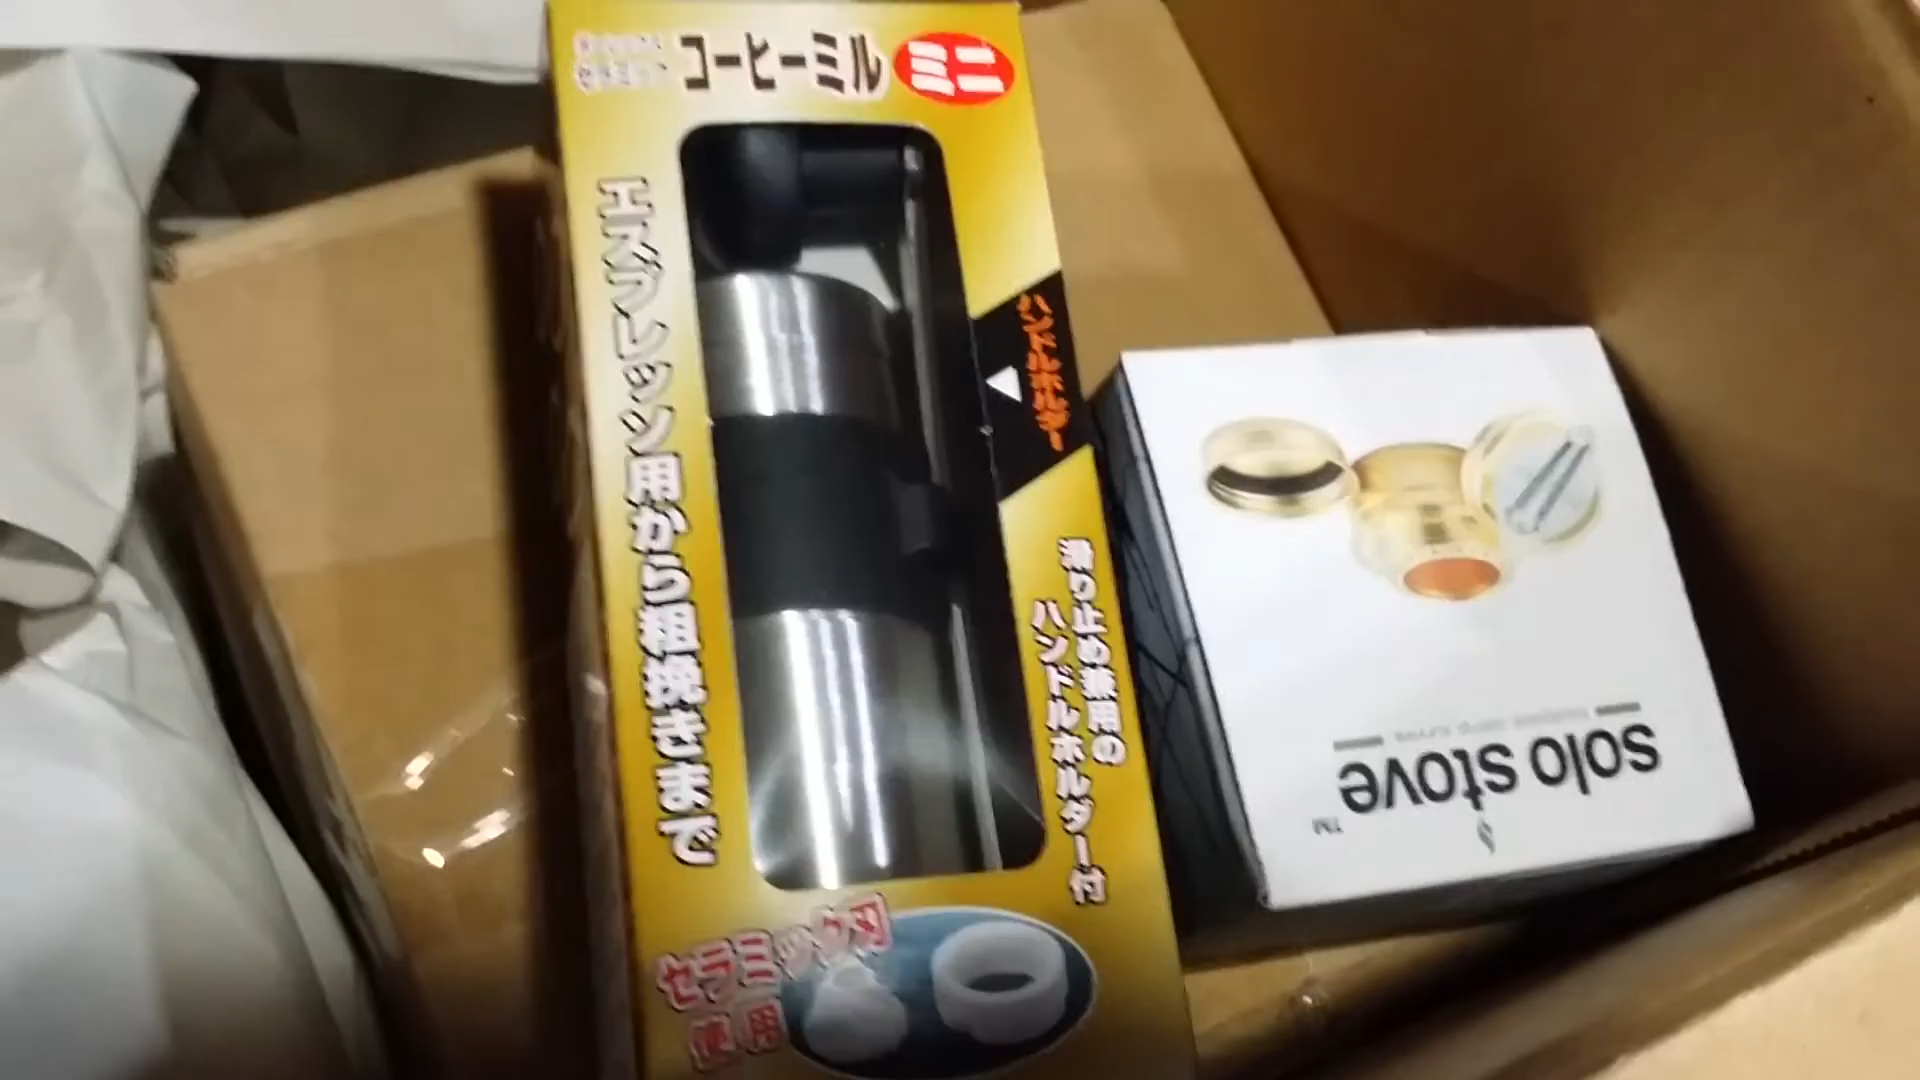 コーヒーミル ミニ
エスプレッソ用から粗挽きまで
ハンドルホルダー
滑り止め兼用の
ハンドルホルダー付
セラミック刃
使用
solo stove™